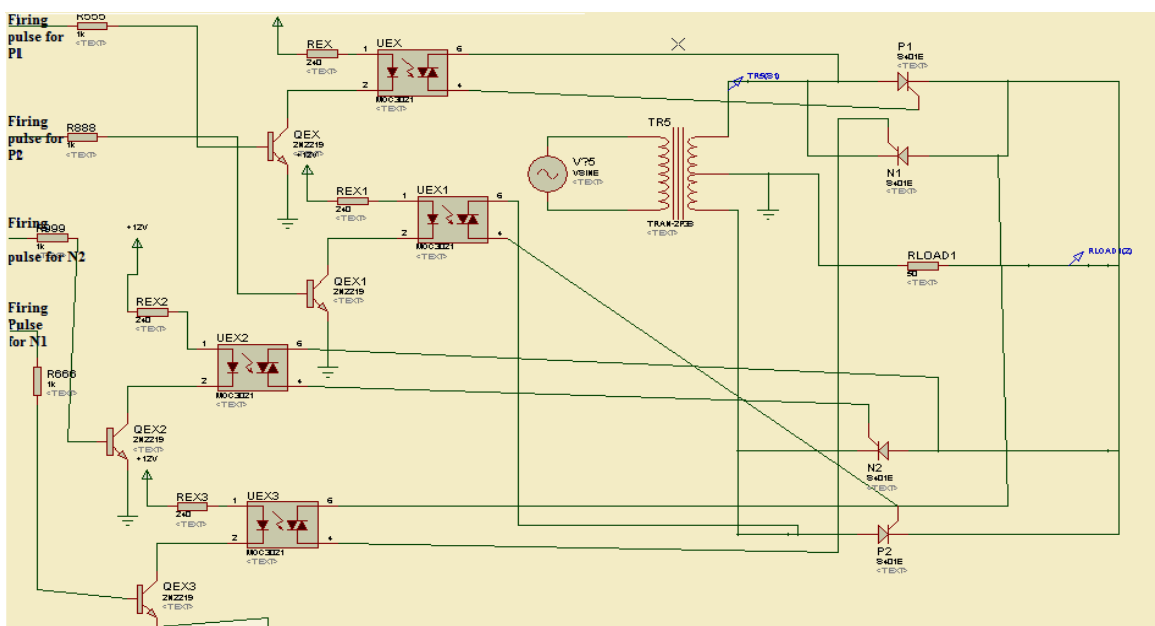 Firing
pulse for
P1
R555
1k
<TEXT>
REX
240
<TEXT>
UEX
1
6
2
4
MOC3021
<TEXT>
Firing
pulse for
P2
R888
1k
<TEXT>
QEX
2N2219
<TEXT>
+12V
REX1
240
<TEXT>
UEX1
1
6
2
4
MOC3021
<TEXT>
V?5
VSINE
<TEXT>
TR5
TRAN-2P3S
<TEXT>
TR5(S1)
P1
S401E
<TEXT>
N1
S401E
<TEXT>
RLOAD1
50
<TEXT>
RLOAD1(2)
Firing
R999
1k
pulse for N2
<TEXT>
+12V
QEX1
2N2219
<TEXT>
REX2
240
<TEXT>
Firing
Pulse
for N1
UEX2
1
6
2
4
MOC3021
<TEXT>
R666
1k
<TEXT>
QEX2
2N2219
<TEXT>
+12V
N2
S401E
<TEXT>
REX3
240
<TEXT>
UEX3
1
6
2
4
MOC3021
<TEXT>
P2
S401E
<TEXT>
QEX3
2N2219
<TEXT>